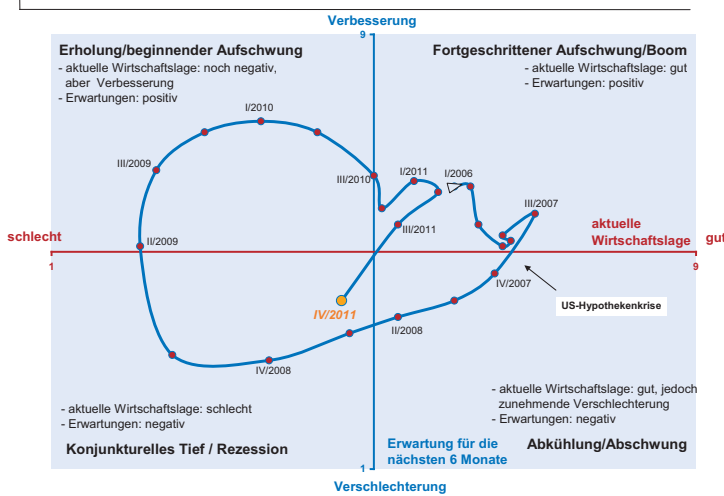 Verbesserung
9
Erholung/beginnender Aufschwung
- aktuelle Wirtschaftslage: noch negativ,
aber Verbesserung
- Erwartungen: positiv
Fortgeschrittener Aufschwung/Boom
- aktuelle Wirtschaftslage: gut
- Erwartungen: positiv
I/2010
III/2009
III/2010
I/2011
I/2006
III/2007
III/2011
II/2009
schlecht
aktuelle
Wirtschaftslage
gut
1
9
IV/2007
US-Hypothekenkrise
IV/2011
II/2008
IV/2008
- aktuelle Wirtschaftslage: schlecht
- Erwartungen: negativ
Konjunkturelles Tief / Rezession
- aktuelle Wirtschaftslage: gut, jedoch
zunehmende Verschlechterung
- Erwartungen: negativ
Abkühlung/Abschwung
Erwartung für die
nächsten 6 Monate
1
Verschlechterung